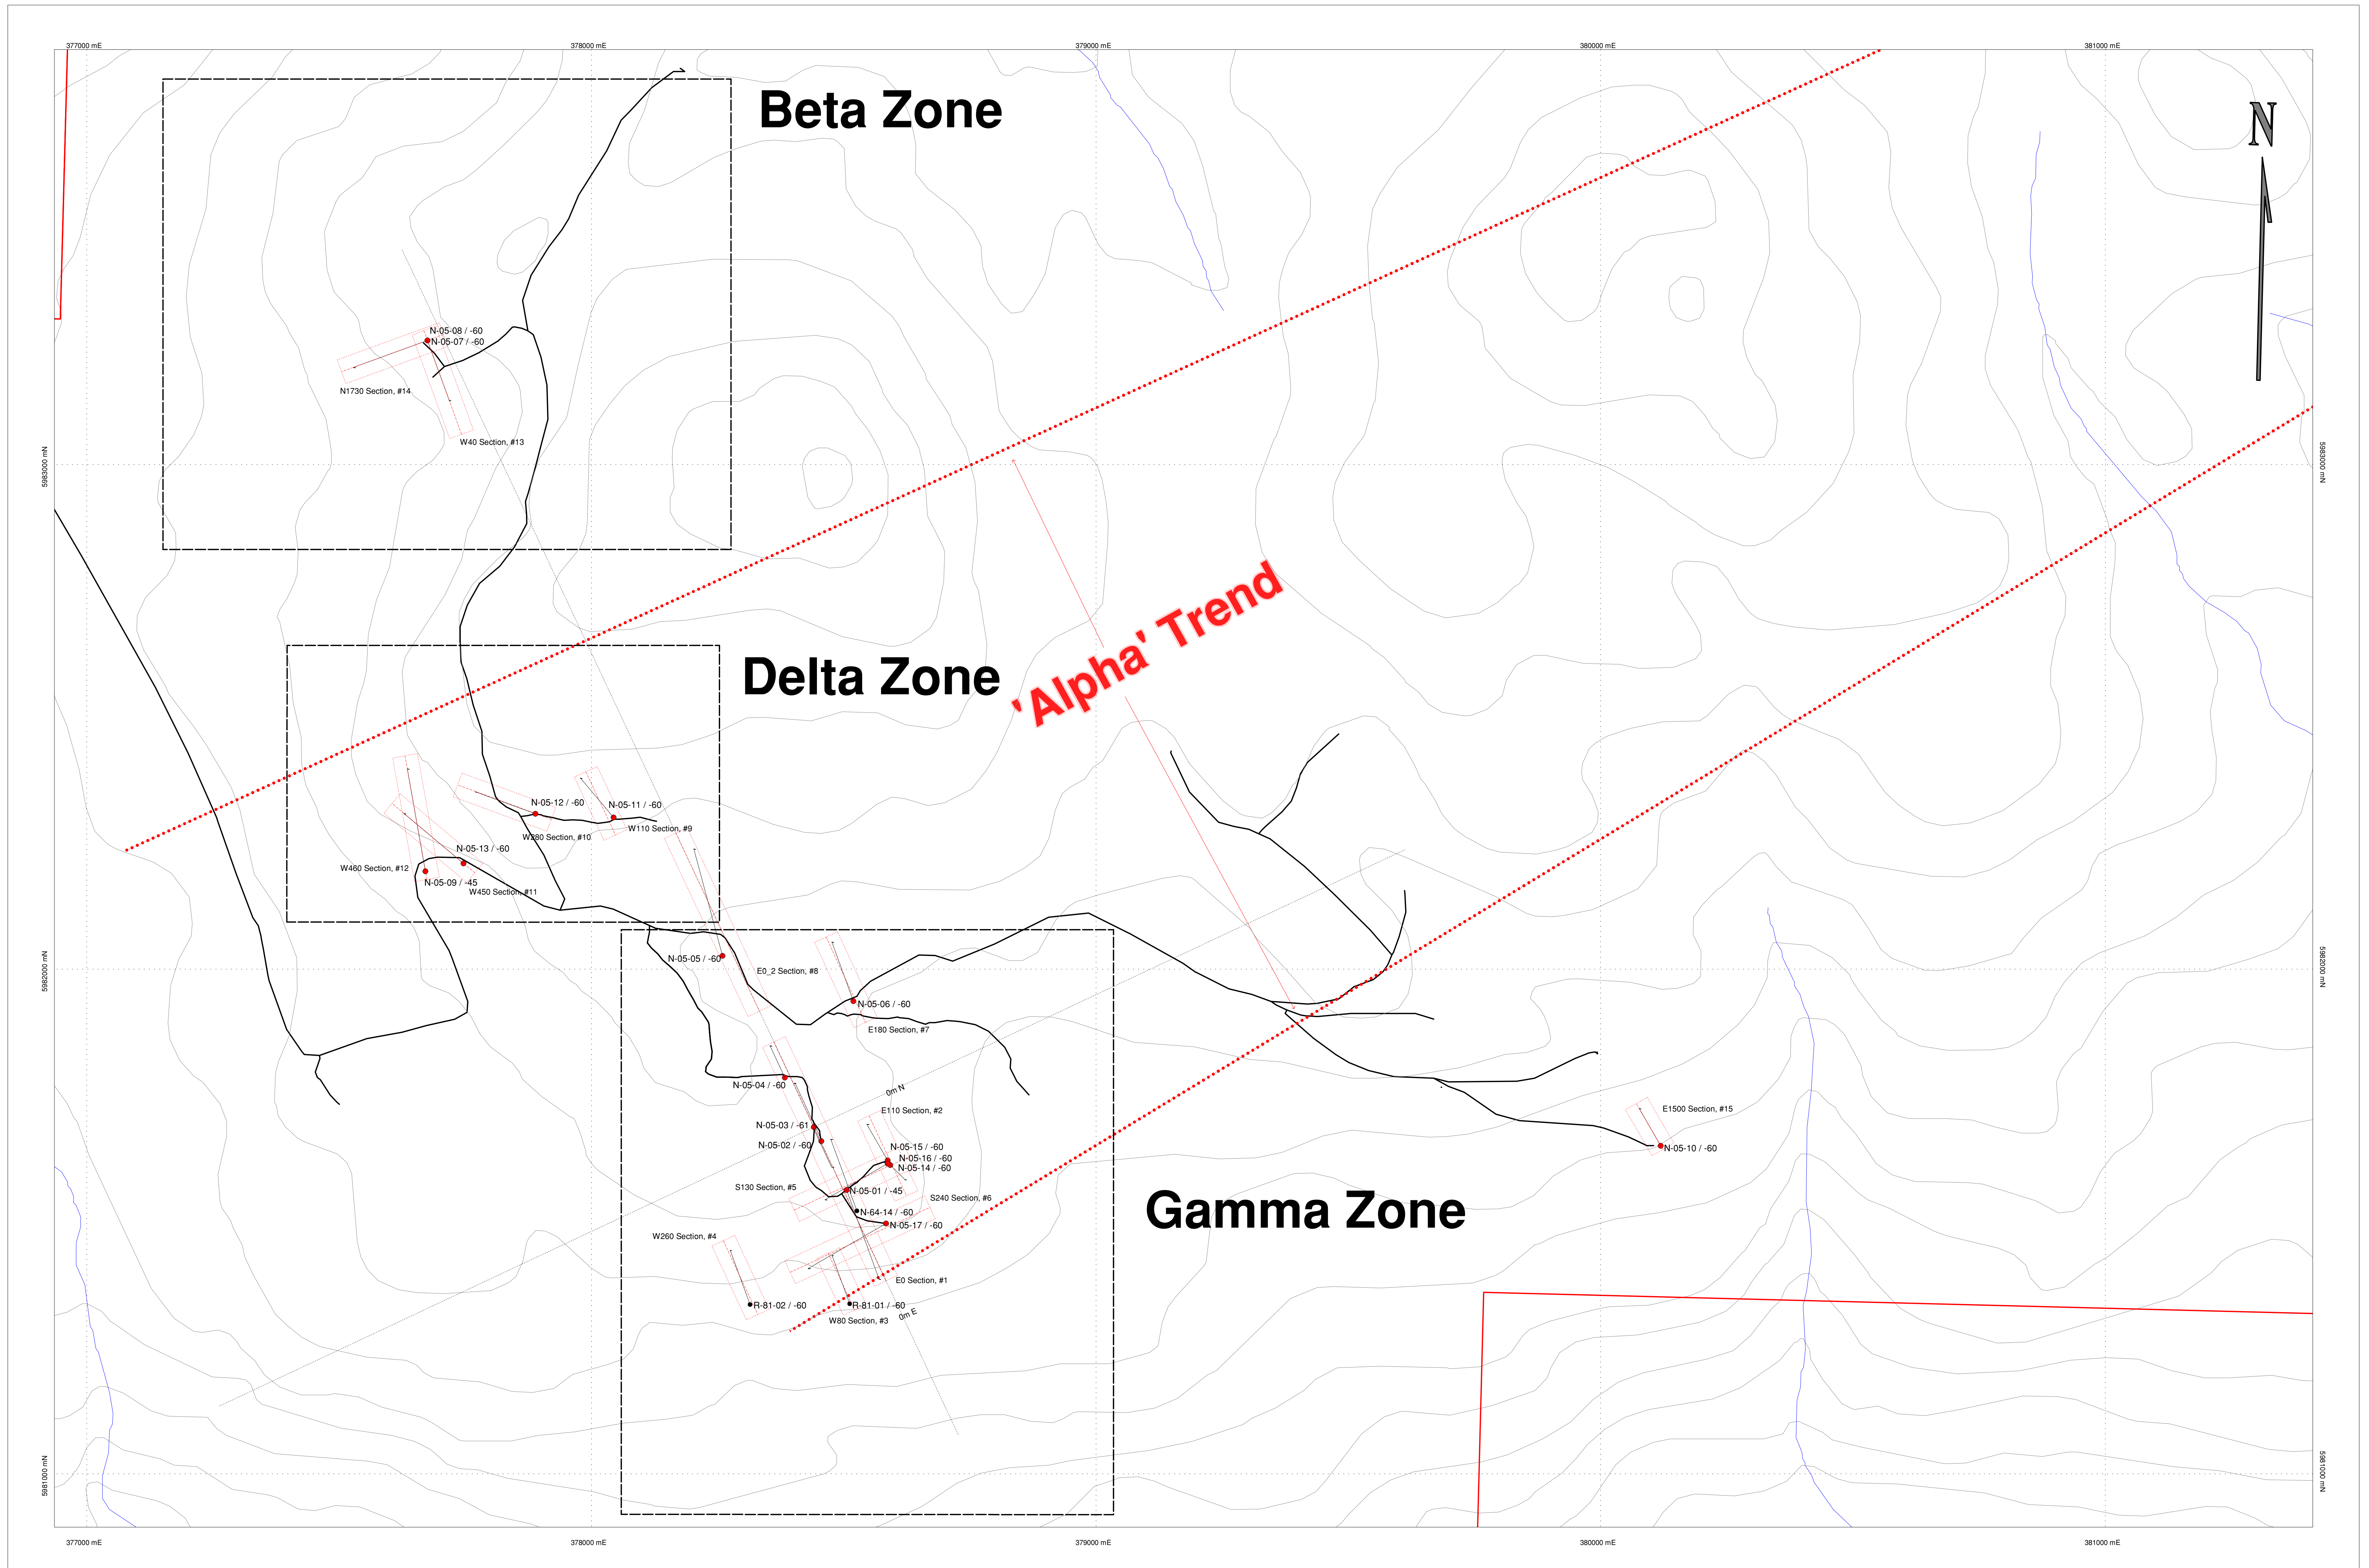 377000 mE
378000 mE
379000 mE
380000 mE
381000 mE
Beta Zone
N
N-05-08 / -60
N-05-07 / -60
N1730 Section, #14
W40 Section, #13
5983000 mN
5983000 mN
'Alpha' Trend
Delta Zone
N-05-12 / -60
N-05-11 / -60
W110 Section, #9
W280 Section, #10
N-05-13 / -60
W460 Section, #12
N-05-09 / -45
W450 Section, #11
N-05-05 / -60
E0_2 Section, #8
5982000 mN
5982000 mN
N-05-06 / -60
E180 Section, #7
N-05-04 / -60
0m N
E110 Section, #2
E1500 Section, #15
N-05-03 / -61
N-05-02 / -60
N-05-15 / -60
N-05-10 / -60
N-05-16 / -60
N-05-14 / -60
S130 Section, #5
N-05-01 / -45
S240 Section, #6
N-64-14 / -60
Gamma Zone
N-05-17 / -60
W260 Section, #4
E0 Section, #1
R-81-02 / -60
R-81-01 / -60
0m E
W80 Section, #3
5981000 mN
5981000 mN
377000 mE
378000 mE
379000 mE
380000 mE
381000 mE